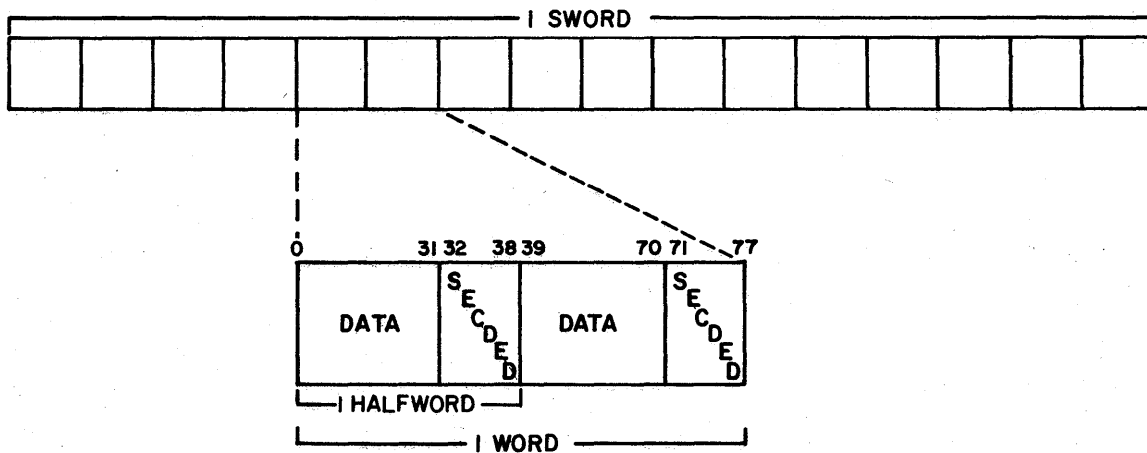 1 SWORD
0 31 32 38 39 70 71 77
DATA SECDED DATA SECDED
1 HALFWORD
1 WORD